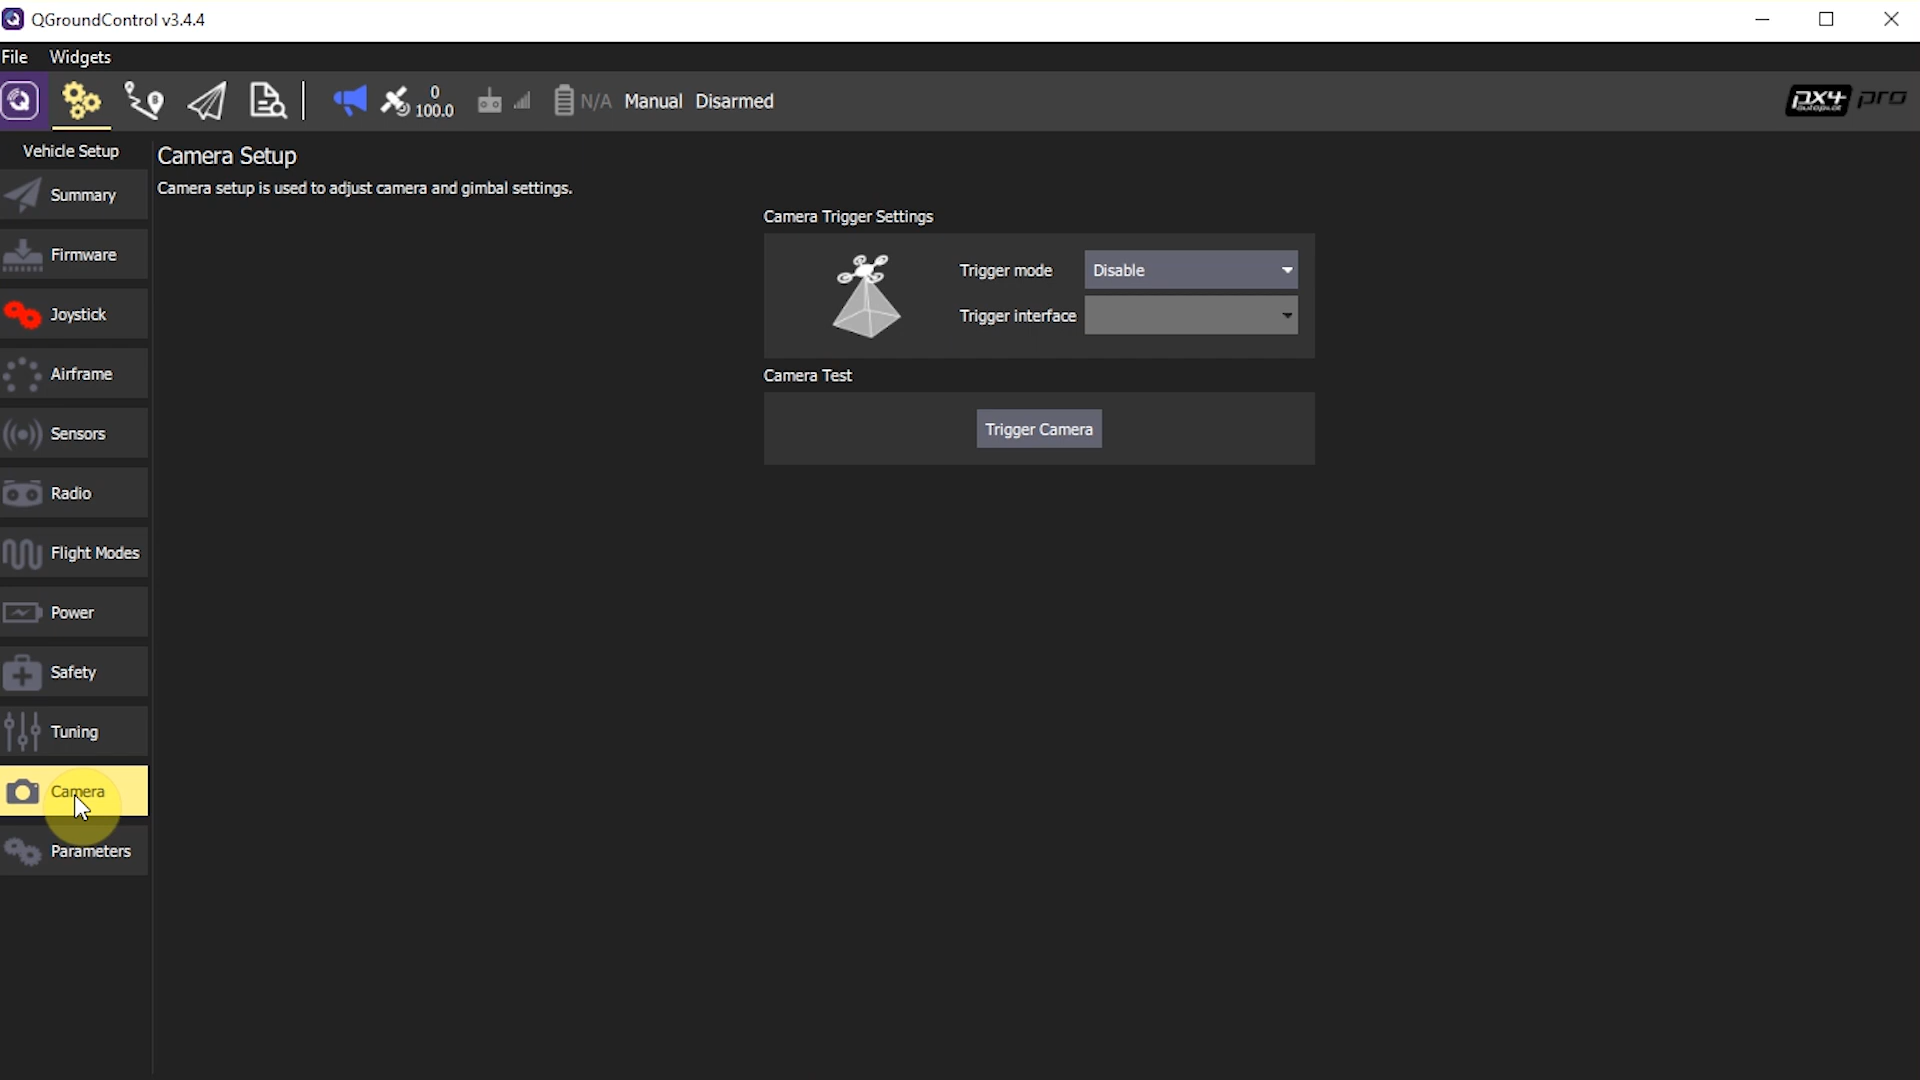 QGroundControl v3.4.4
File Widgets
0
100.0
N/A Manual Disarmed
px4 pro
autopilot
Vehicle Setup
Summary
Firmware
Joystick
Airframe
Sensors
Radio
Flight Modes
Power
Safety
Tuning
Camera
Parameters
Camera Setup
Camera setup is used to adjust camera and gimbal settings.
Camera Trigger Settings
Trigger mode Disable
Trigger interface
Camera Test
Trigger Camera